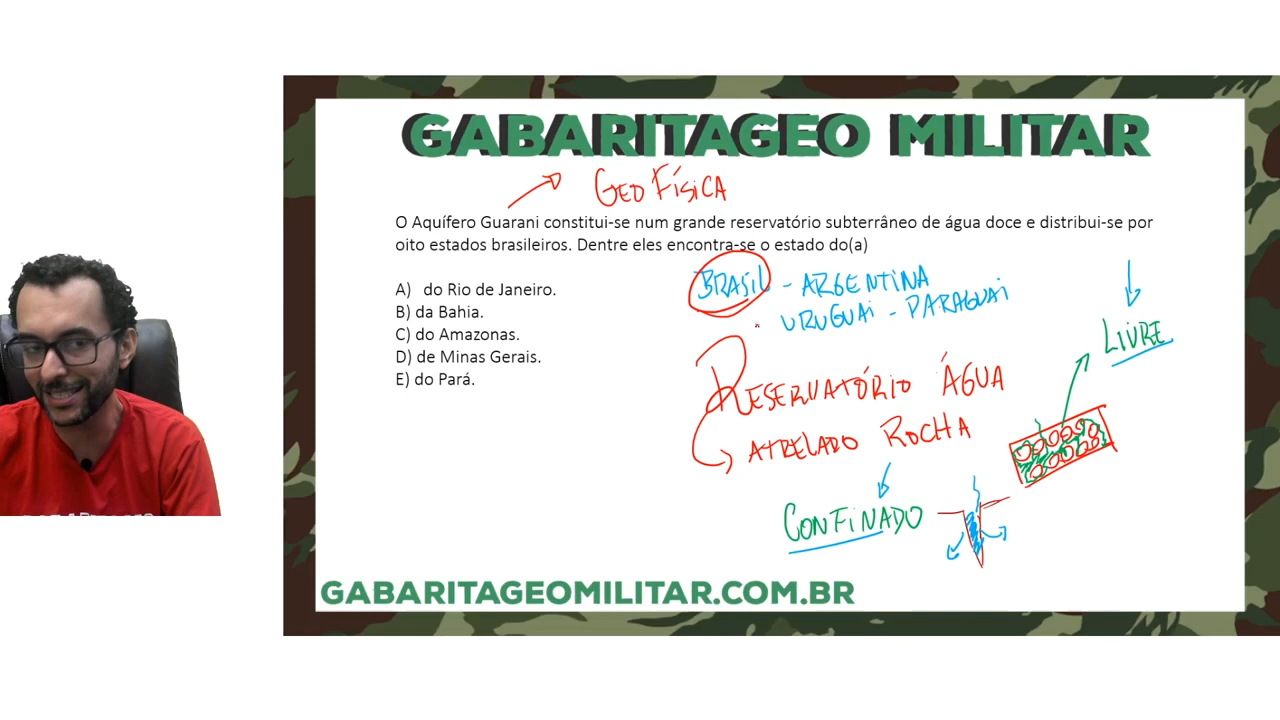 GABARITAGEO MILITAR
GEO FÍSICA
O Aquífero Guarani constitui-se num grande reservatório subterrâneo de água doce e distribui-se por
oito estados brasileiros. Dentre eles encontra-se o estado do(a)
A) do Rio de Janeiro.
B) da Bahia.
C) do Amazonas.
D) de Minas Gerais.
E) do Pará.
BRASIL - ARGENTINA
URUGUAI - PARAGUAI
LIVRE
RESERVATÓRIO ÁGUA
ATRELADO ROCHA
CONFINADO
GABARITAGEOMILITAR.COM.BR